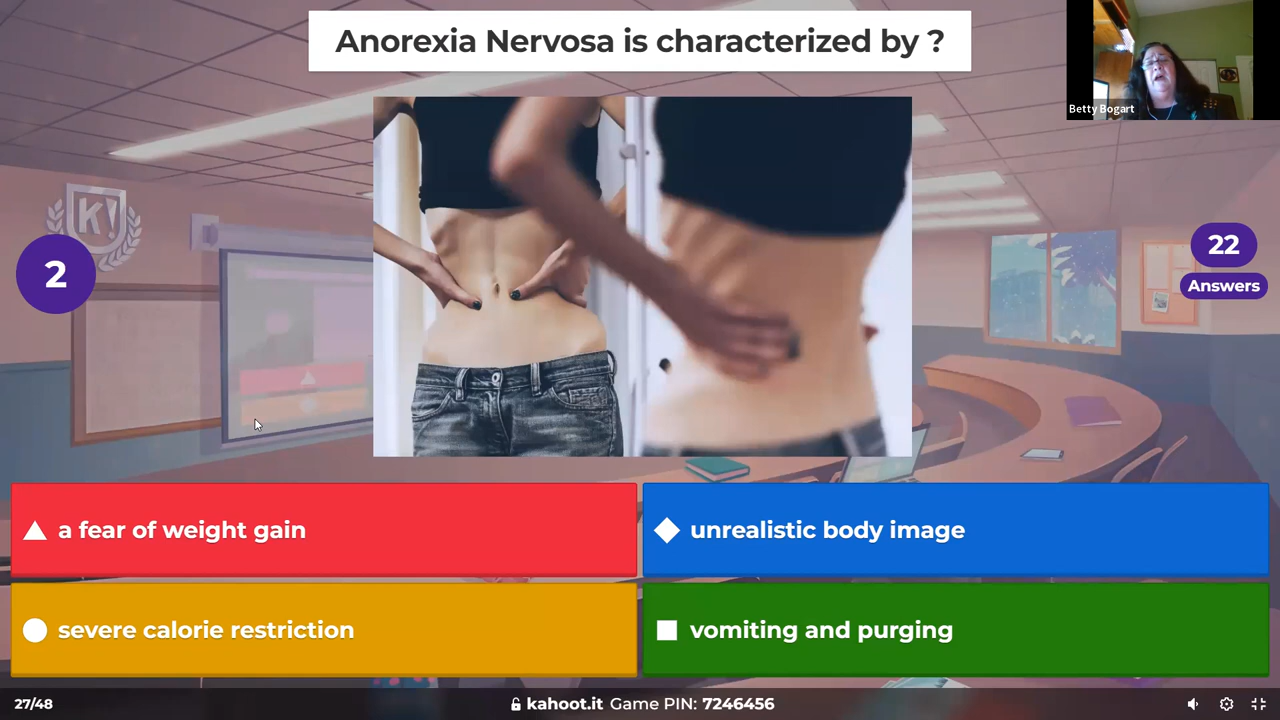 Anorexia Nervosa is characterized by ?
Betty Bogart
K!
2
22
Answers
a fear of weight gain
unrealistic body image
severe calorie restriction
vomiting and purging
27/48
kahoot.it Game PIN: 7246456